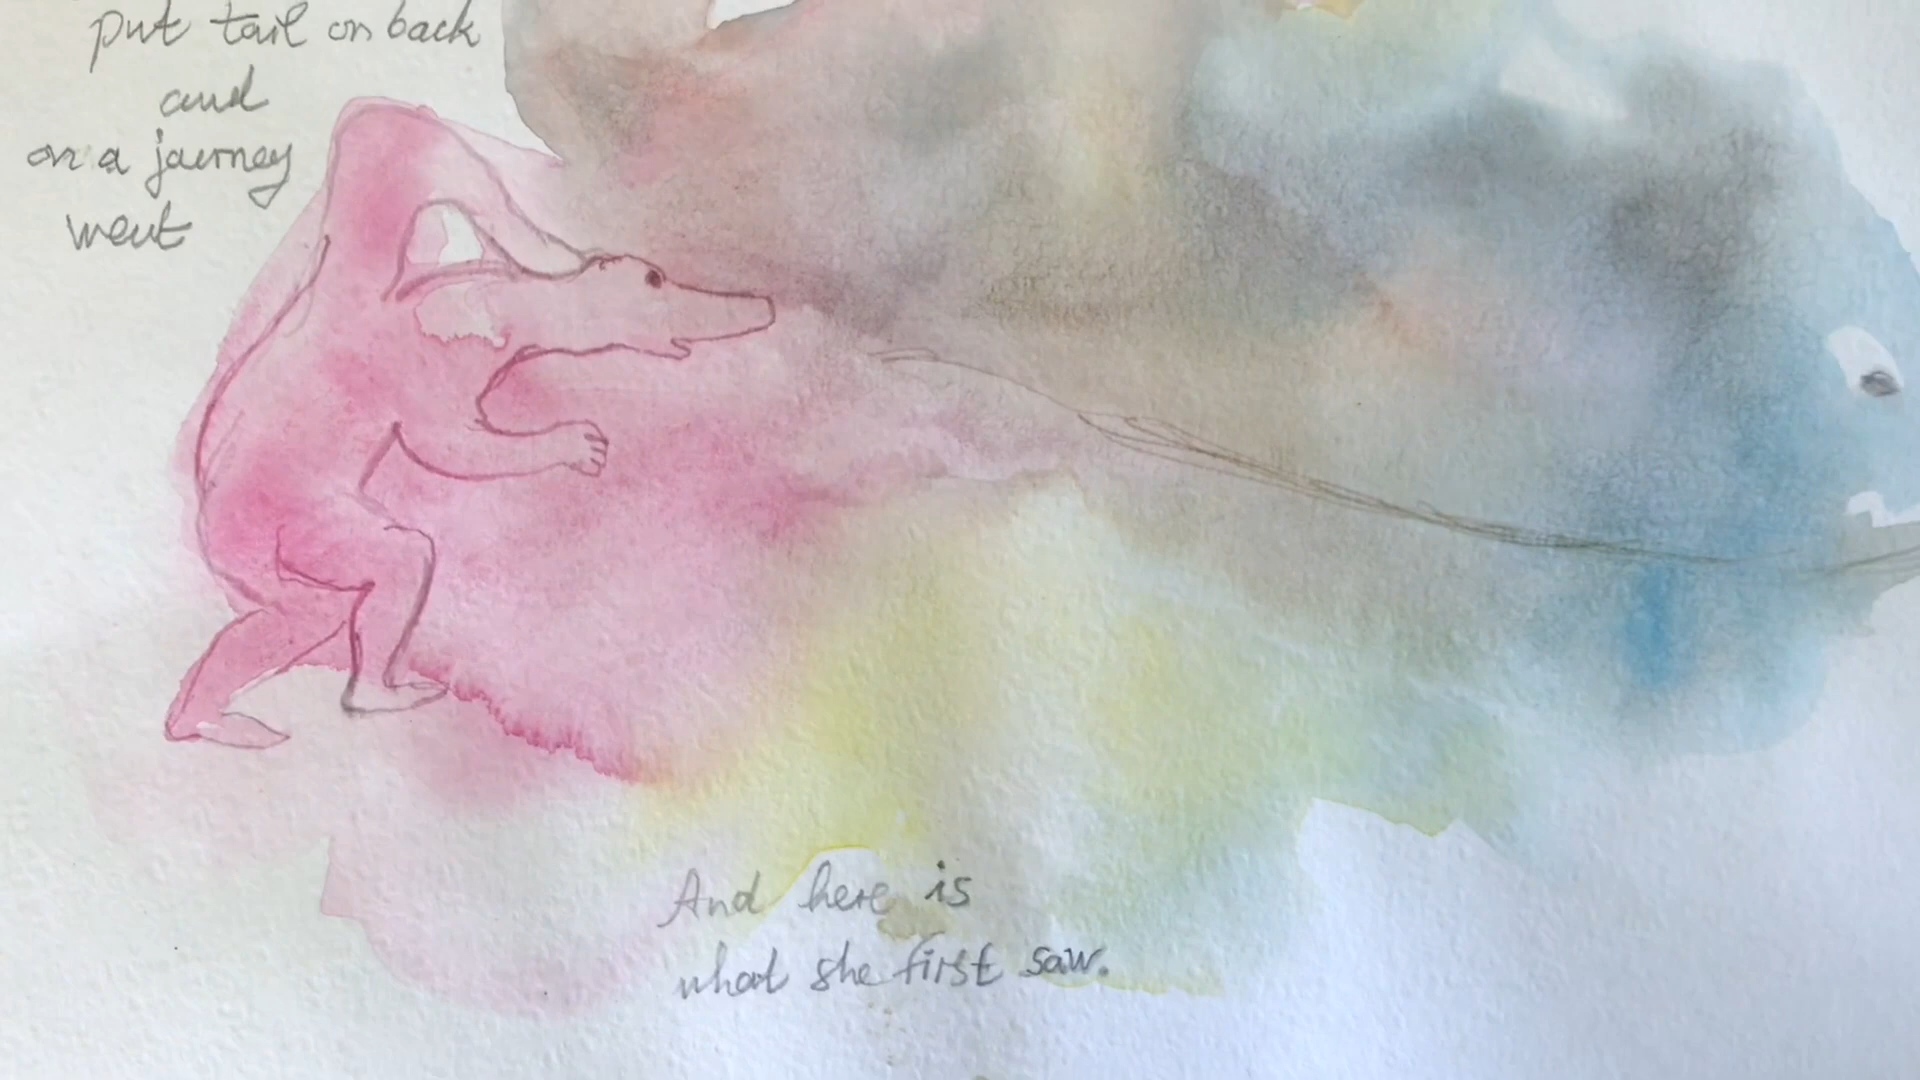 put tail on back
and
on a journey
went
And here is
what she first saw.